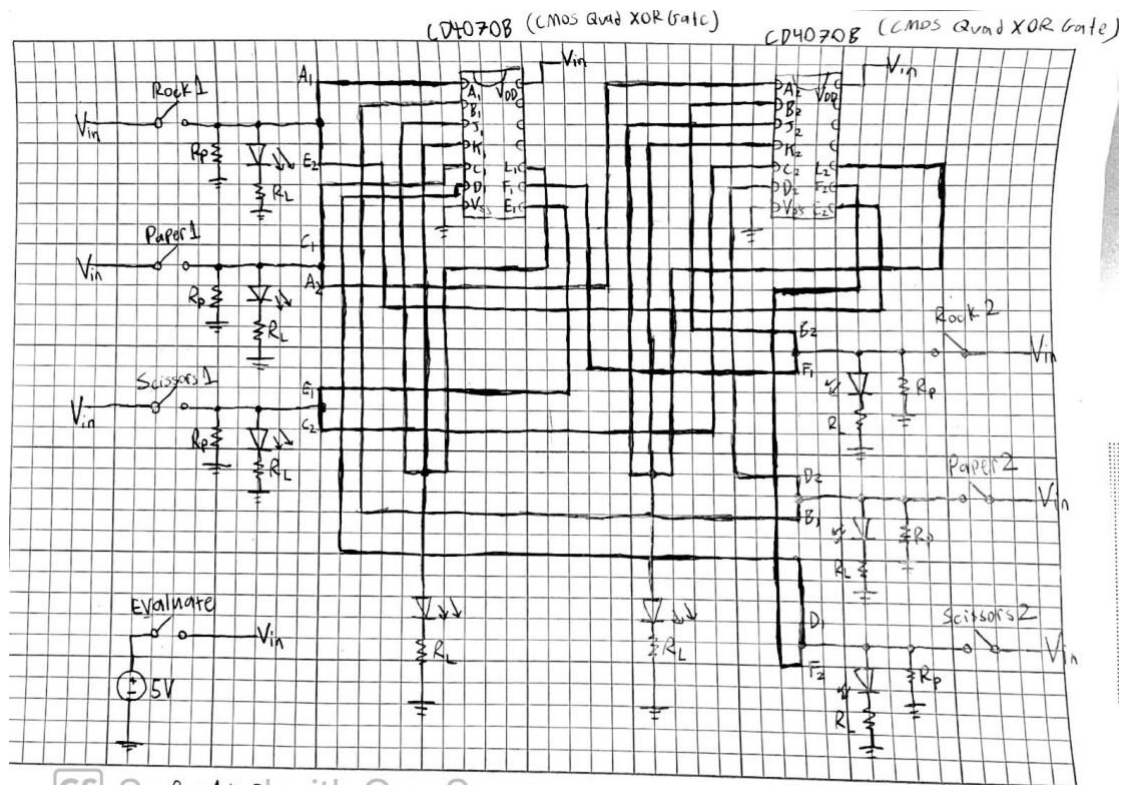 CD4070B (CMOS Quad XOR Gate)
CD4070B (CMOS Quad XOR Gate)
Vin
Vin
A1
A1
VDD
B1
J1
K1
C1
L1
D1
F1
VSS
E1
A2
VDD
B2
J2
K2
C2
L2
D2
F2
VSS
E2
Rock 1
Vin
RP
RL
E2
Paper 1
Vin
C1
A2
RP
RL
Scissors 1
Vin
E1
C2
RP
RL
Rock 2
B2
Vin
F1
RP
RL
Paper 2
D2
Vin
B1
RP
RL
Scissors 2
D1
Vin
F2
RP
RL
RL
RL
Evaluate
Vin
5V